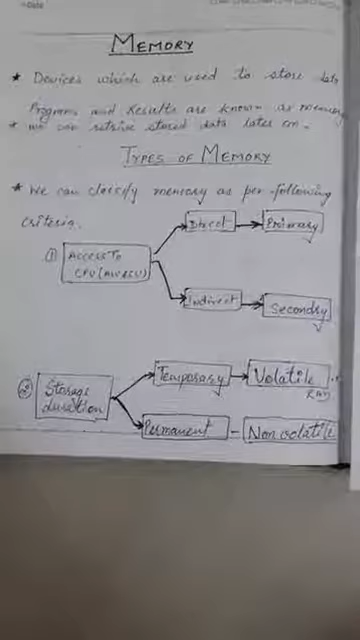 Date
MEMORY
* Devices which are used to store data
Programs and Results are known as memory
* we can retrive stored data later on.
TYPES OF MEMORY
* We can classify memory as per following
criteria.
Direct
Primary
① ACCESS TO
CPU (ALU&CU)
Indirect
Secondry
② Storage
duration
Temporary
Volatile
RAM
Permanent
Non volatile